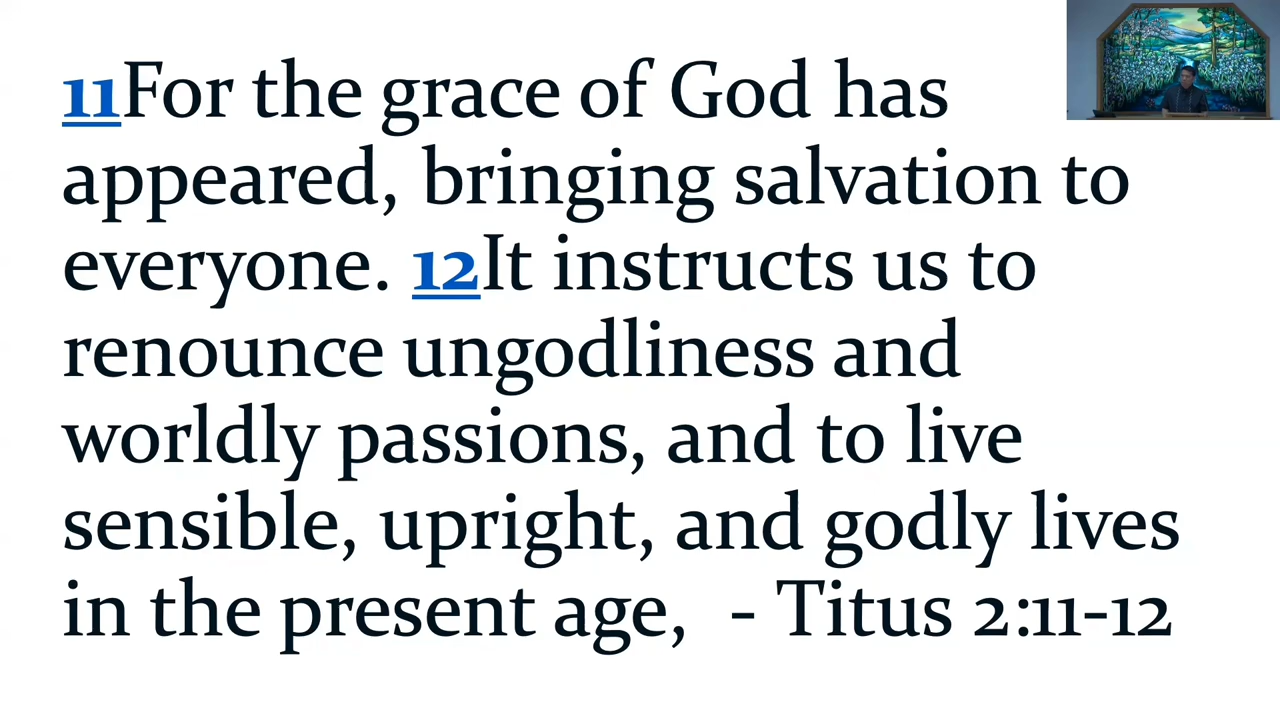 11For the grace of God has
appeared, bringing salvation to
everyone. 12It instructs us to
renounce ungodliness and
worldly passions, and to live
sensible, upright, and godly lives
in the present age,  - Titus 2:11-12